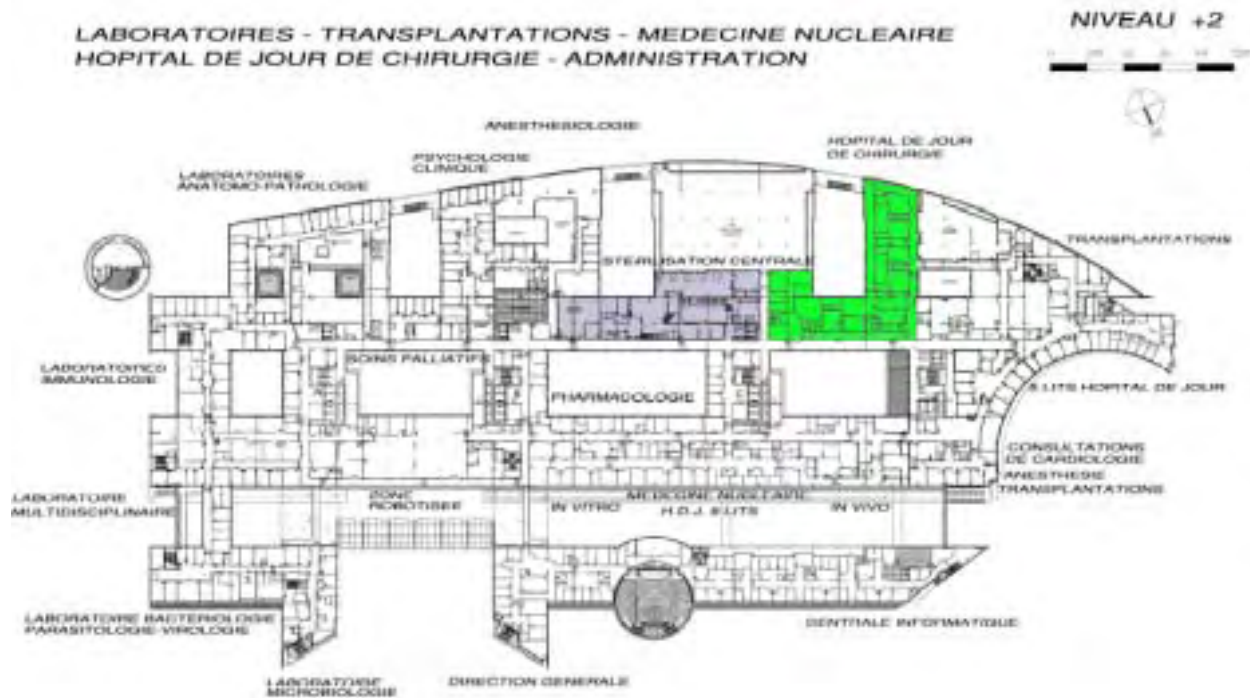 LABORATOIRES - TRANSPLANTATIONS - MEDECINE NUCLEAIRE
HOPITAL DE JOUR DE CHIRURGIE - ADMINISTRATION
NIVEAU +2
ANESTHESIOLOGIE
HOPITAL DE JOUR
DE CHIRURGIE
PSYCHOLOGIE
CLINIQUE
LABORATOIRES
ANATOMO-PATHOLOGIE
TRANSPLANTATIONS
STERILISATION CENTRALE
LABORATOIRES
IMMUNOLOGIE
SOINS PALLIATIFS
PHARMACOLOGIE
5 LITS HOPITAL DE JOUR
CONSULTATIONS
DE CARDIOLOGIE
ANESTHESIE
TRANSPLANTATIONS
LABORATOIRE
MULTIDISCIPLINAIRE
ZONE
ROBOTISEE
IN VITRO
MEDECINE NUCLEAIRE
H.D.J. LITS
IN VIVO
LABORATOIRE BACTERIOLOGIE
PARASITOLOGIE-VIROLOGIE
CENTRALE INFORMATIQUE
LABORATOIRE
MICROBIOLOGIE
DIRECTION GENERALE